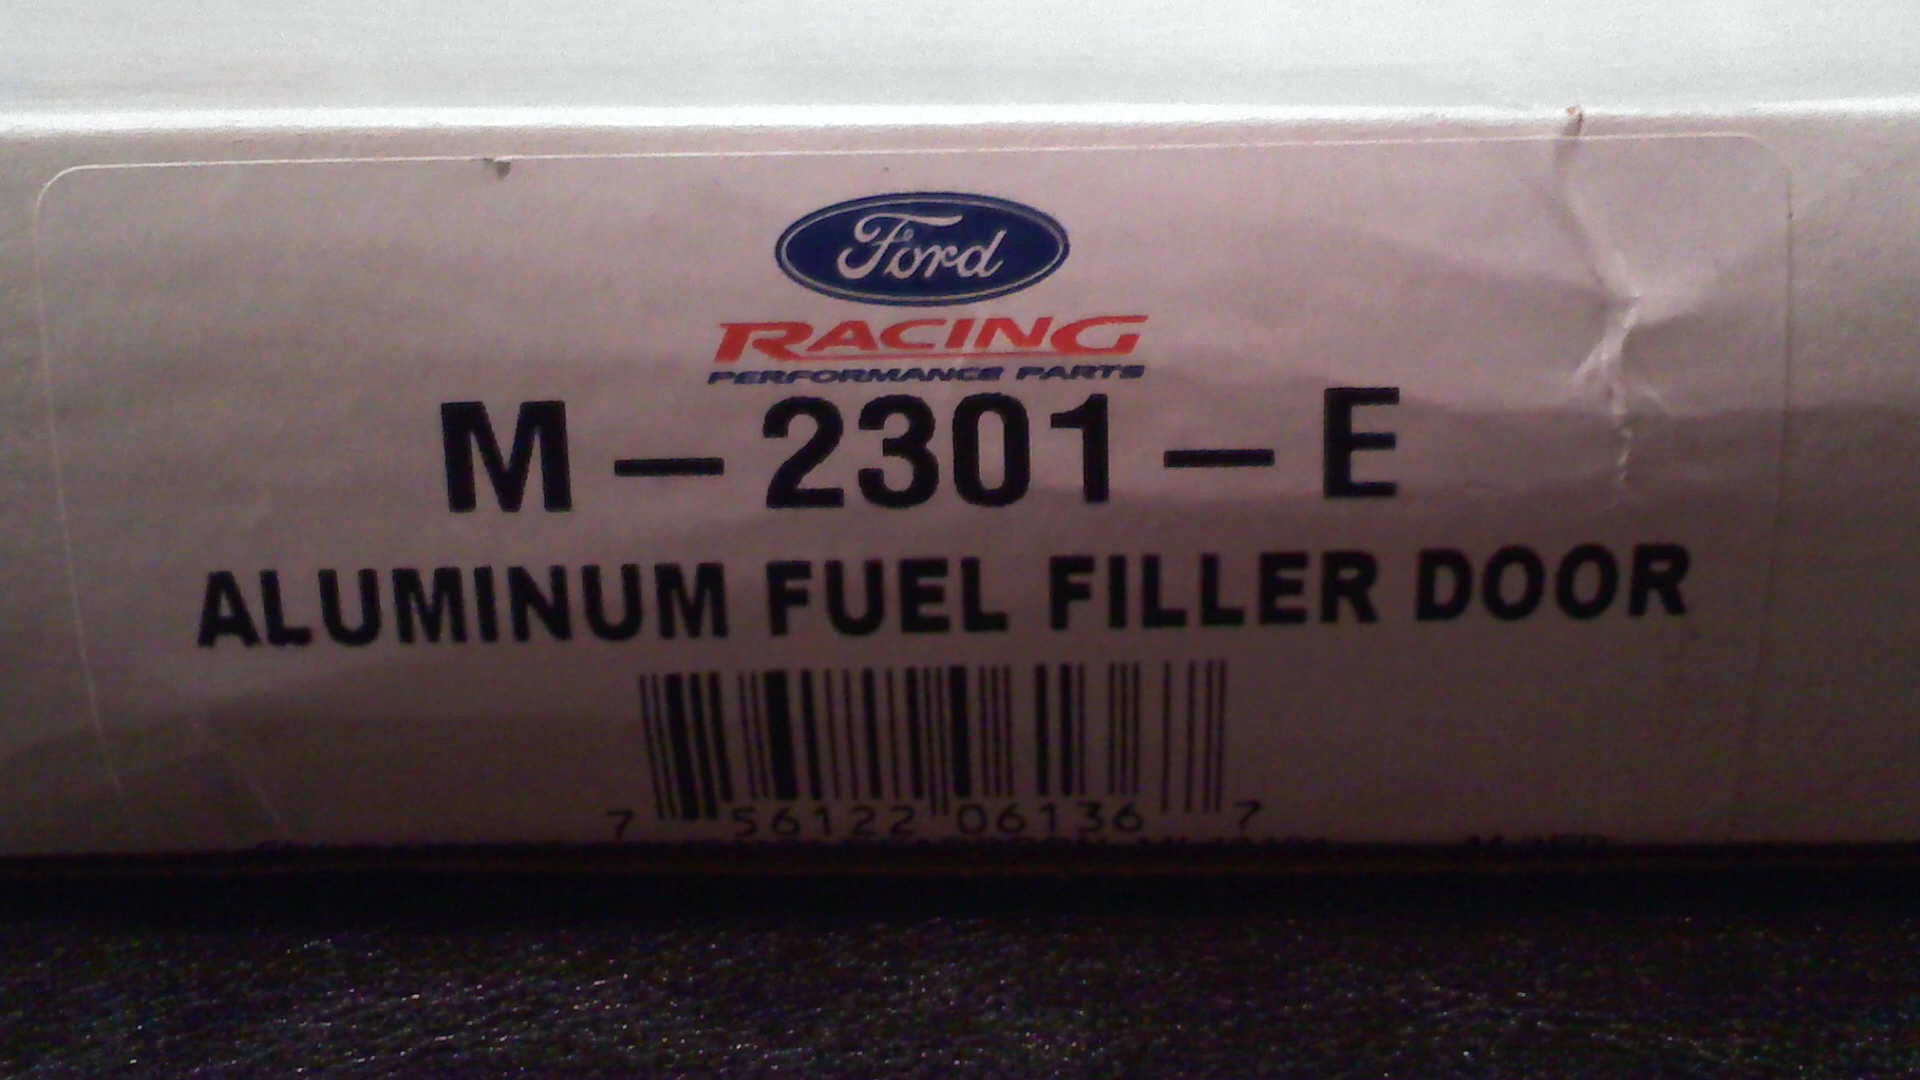 Ford
RACING
PERFORMANCE PARTS
M - 2301 - E
ALUMINUM FUEL FILLER DOOR
7 56122 06136 7